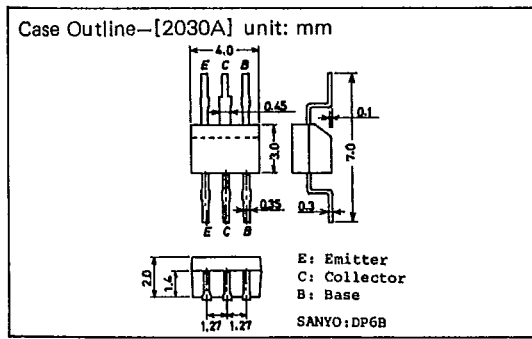 Case Outline—[2030A] unit: mm
4.0
E C B
0.45
0.1
3.0
7.0
0.35
0.3
E C B
2.0
1.4
1.27 1.27
E: Emitter
C: Collector
B: Base
SANYO:DP6B